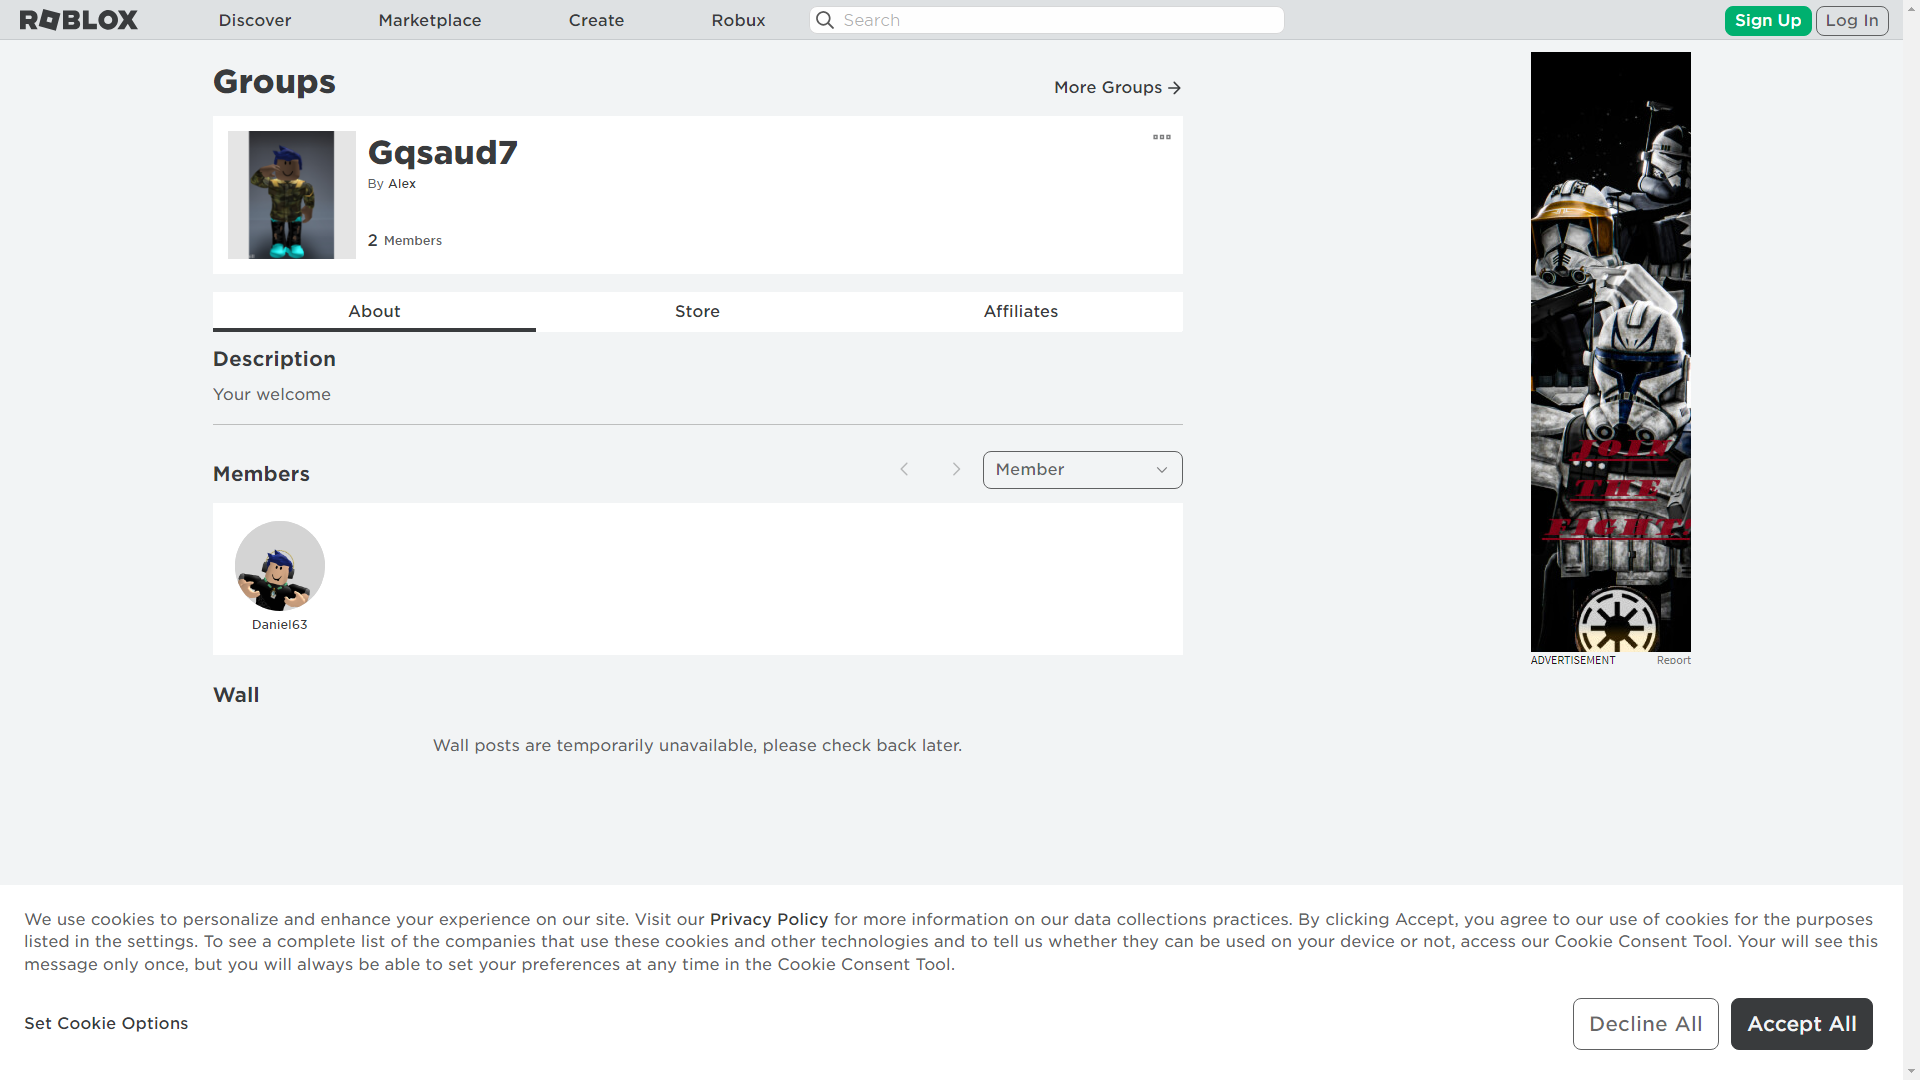 ROBLOX
Discover
Marketplace
Create
Robux
Search
Sign Up
Log In
Groups
More Groups
Gqsaud7
By Alex
2 Members
About
Store
Affiliates
Description
Your welcome
Members
Member
Daniel63
Wall
Wall posts are temporarily unavailable, please check back later.
JOIN
THE
FIGHT!
ADVERTISEMENT
Report
We use cookies to personalize and enhance your experience on our site. Visit our Privacy Policy for more information on our data collections practices. By clicking Accept, you agree to our use of cookies for the purposes
listed in the settings. To see a complete list of the companies that use these cookies and other technologies and to tell us whether they can be used on your device or not, access our Cookie Consent Tool. Your will see this
message only once, but you will always be able to set your preferences at any time in the Cookie Consent Tool.
Set Cookie Options
Decline All
Accept All